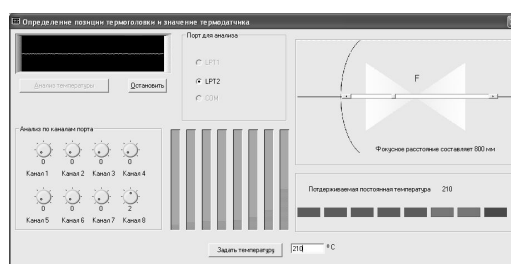 Определение позиции термоголовки и значение термодатчика
Порт для анализа
LPT1
LPT2
COM
Анализ температуры
Остановить
F
Фокусное расстояние составляет 800 мм
Анализ по каналам порта
0 0 0 0
Канал 1 Канал 2 Канал 3 Канал 4
0 0 0 2
Канал 5 Канал 6 Канал 7 Канал 8
Потдерживаемая постоянная температура 210
Задать температуру 210 °C